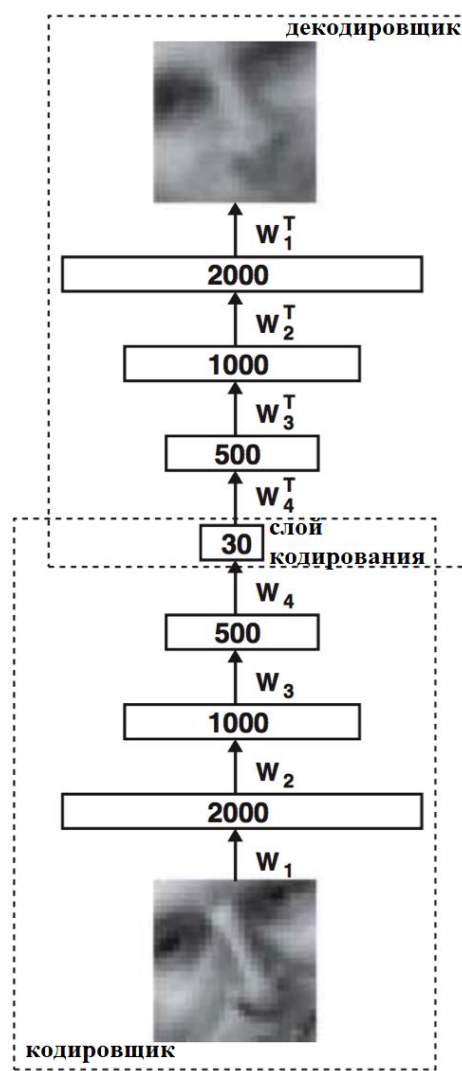 декодировщик
W₁ᵀ
2000
W₂ᵀ
1000
W₃ᵀ
500
W₄ᵀ
слой
30
кодирования
W₄
500
W₃
1000
W₂
2000
W₁
кодировщик